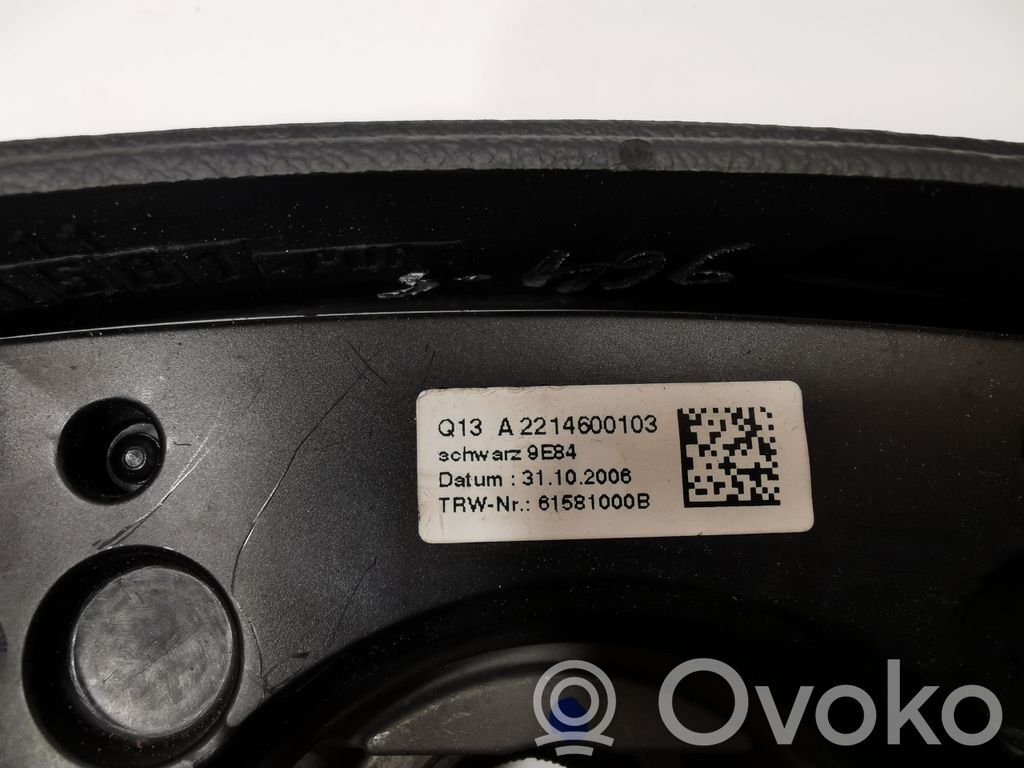 Q13 A 2214600103
schwarz 9E84
Datum : 31.10.2006
TRW-Nr.: 61581000B
© Ovoko